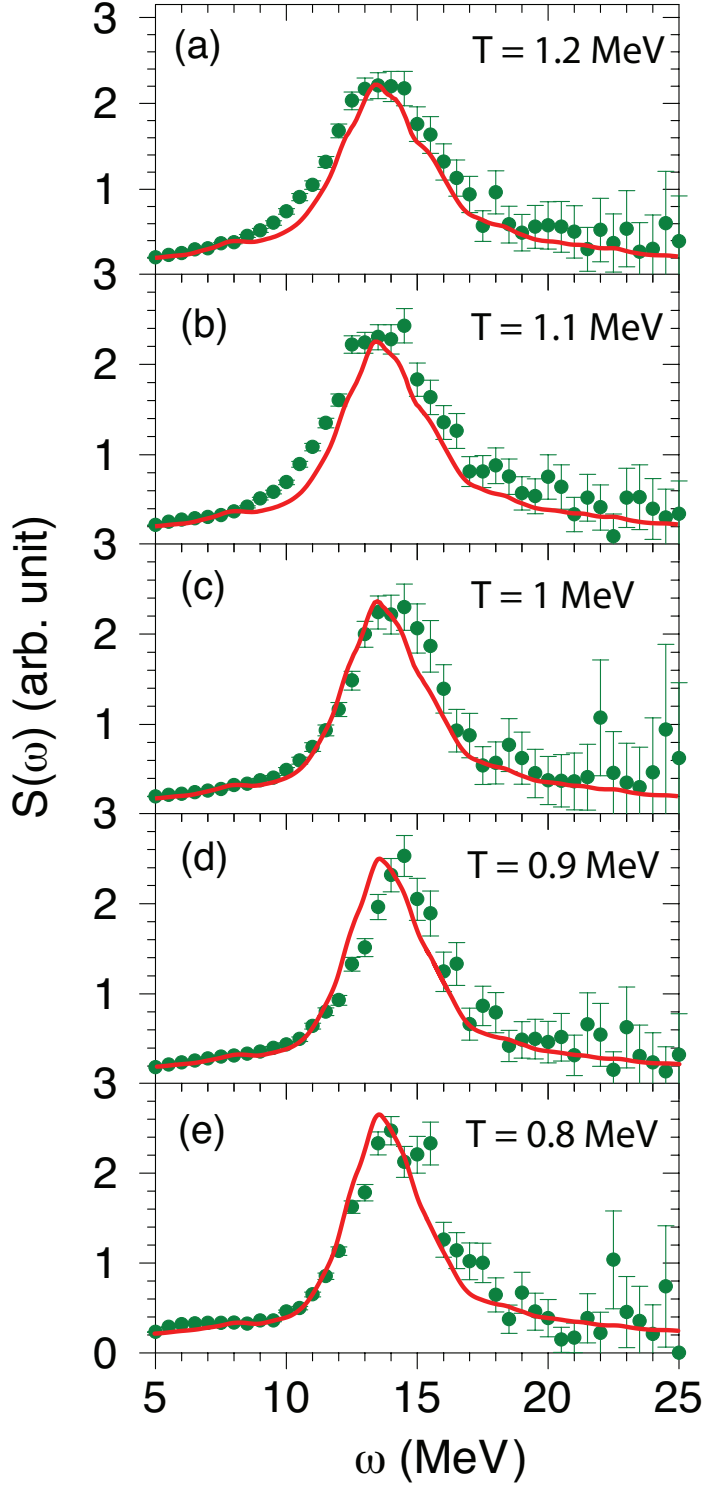 3
(a)
T = 1.2 MeV
2
1
3
(b)
T = 1.1 MeV
2
1
3
(c)
T = 1 MeV
2
1
3
(d)
T = 0.9 MeV
2
1
3
(e)
T = 0.8 MeV
2
1
0
S(ω) (arb. unit)
5 10 15 20 25
ω (MeV)